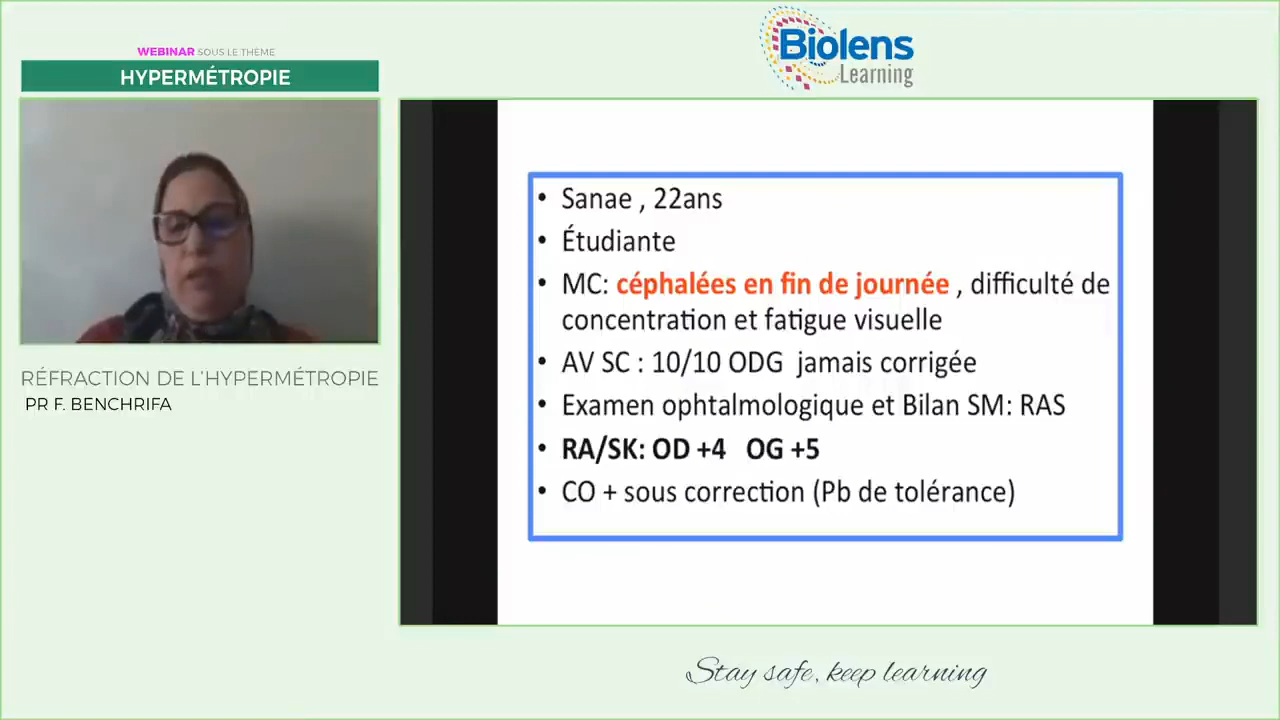 WEBINAR SOUS LE THÈME
HYPERMÉTROPIE
Biolens
Learning
RÉFRACTION DE L'HYPERMÉTROPIE
PR F. BENCHRIFA
• Sanae , 22ans
• Étudiante
• MC: céphalées en fin de journée , difficulté de
concentration et fatigue visuelle
• AV SC : 10/10 ODG jamais corrigée
• Examen ophtalmologique et Bilan SM: RAS
• RA/SK: OD +4 OG +5
• CO + sous correction (Pb de tolérance)
Stay safe, keep learning